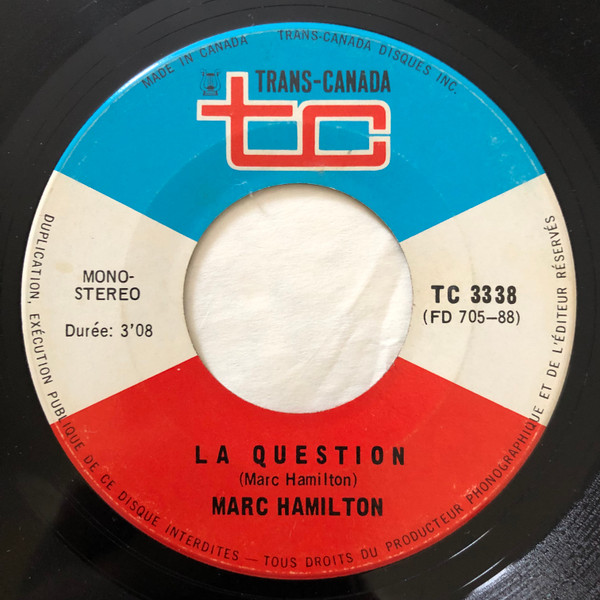 MADE IN CANADA TRANS-CANADA DISQUES INC.
TRANS-CANADA
tc
MONO-
STEREO
Durée: 3'08
TC 3338
(FD 705-88)
LA QUESTION
(Marc Hamilton)
MARC HAMILTON
DUPLICATION, EXÉCUTION PUBLIQUE DE CE DISQUE INTERDITES — TOUS DROITS DU PRODUCTEUR PHONOGRAPHIQUE ET DE L'ÉDITEUR RÉSERVÉS